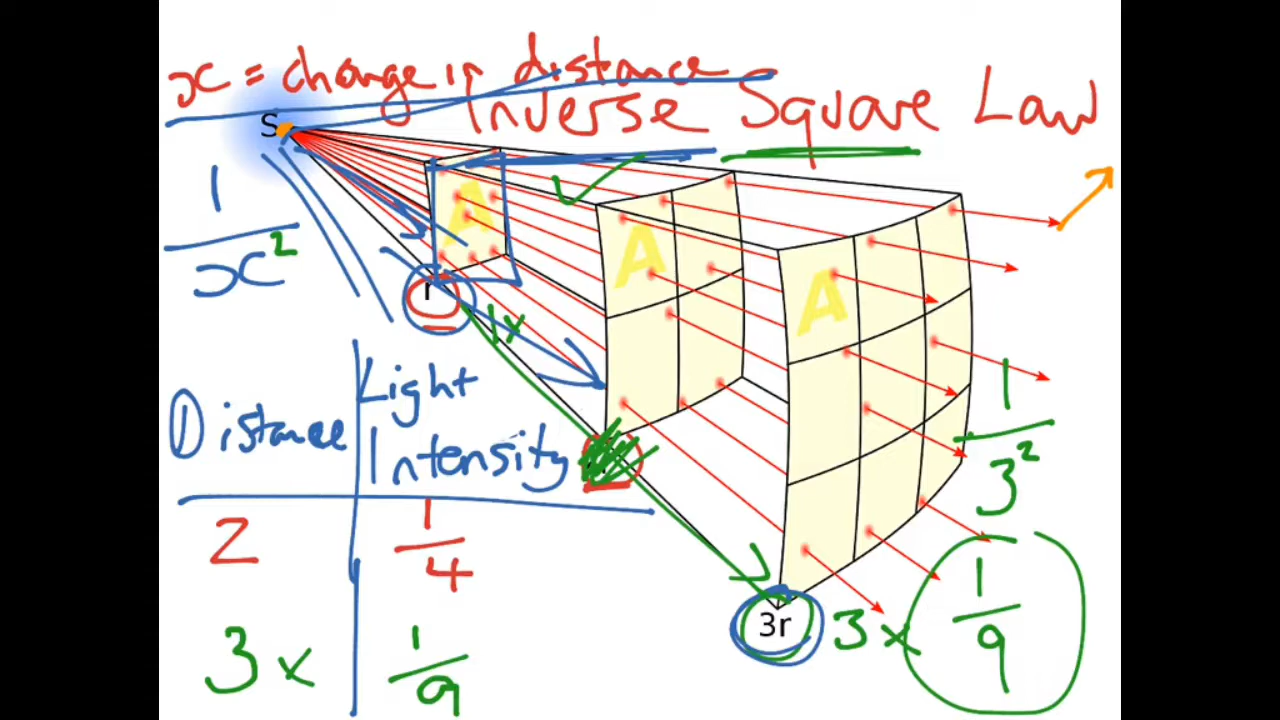 x = change in distance
Inverse Square Law
S
1
x²
A
A
A
r
1x
Distance
Light Intensity
2
1
4
3x
1
9
3r
3x
1
3²
1
9